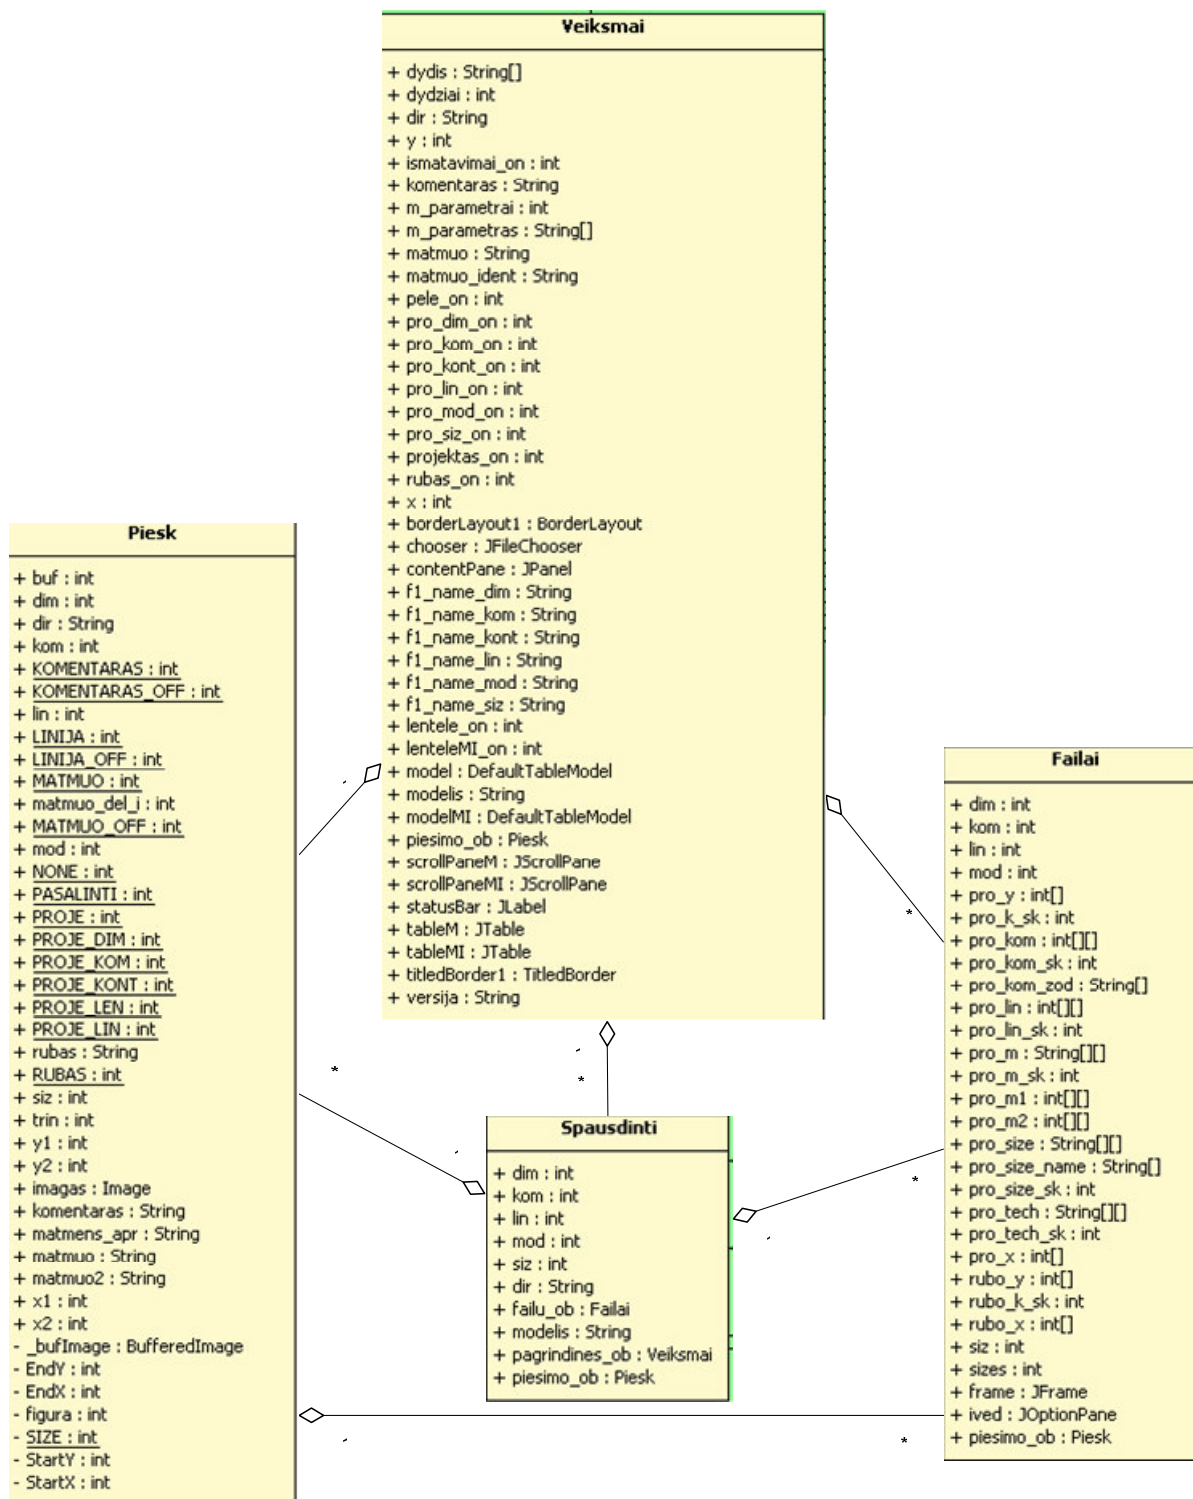 Veiksmai
+ dydis : String[]
+ dydziai : int
+ dir : String
+ y : int
+ ismatavimai_on : int
+ komentaras : String
+ m_parametrai : int
+ m_parametras : String[]
+ matmuo : String
+ matmuo_ident : String
+ pele_on : int
+ pro_dim_on : int
+ pro_kom_on : int
+ pro_kont_on : int
+ pro_lin_on : int
+ pro_mod_on : int
+ pro_siz_on : int
+ projektas_on : int
+ rubas_on : int
+ x : int
+ borderLayout1 : BorderLayout
+ chooser : JFileChooser
+ contentPane : JPanel
+ f1_name_dim : String
+ f1_name_kom : String
+ f1_name_kont : String
+ f1_name_lin : String
+ f1_name_mod : String
+ f1_name_siz : String
+ lentele_on : int
+ lenteleMI_on : int
+ model : DefaultTableModel
+ modelis : String
+ modelMI : DefaultTableModel
+ piesimo_ob : Piesk
+ scrollPaneM : JScrollPane
+ scrollPaneMI : JScrollPane
+ statusBar : JLabel
+ tableM : JTable
+ tableMI : JTable
+ titledBorder1 : TitledBorder
+ versija : String
Piesk
+ buf : int
+ dim : int
+ dir : String
+ kom : int
+ KOMENTARAS : int
+ KOMENTARAS_OFF : int
+ lin : int
+ LINIJA : int
+ LINIJA_OFF : int
+ MATMUO : int
+ matmuo_del_i : int
+ MATMUO_OFF : int
+ mod : int
+ NONE : int
+ PASALINTI : int
+ PROJE : int
+ PROJE_DIM : int
+ PROJE_KOM : int
+ PROJE_KONT : int
+ PROJE_LEN : int
+ PROJE_LIN : int
+ rubas : String
+ RUBAS : int
+ siz : int
+ trin : int
+ y1 : int
+ y2 : int
+ imagas : Image
+ komentaras : String
+ matmens_apr : String
+ matmuo : String
+ matmuo2 : String
+ x1 : int
+ x2 : int
- _bufImage : BufferedImage
- EndY : int
- EndX : int
- figura : int
- SIZE : int
- StartY : int
- StartX : int
Spausdinti
+ dim : int
+ kom : int
+ lin : int
+ mod : int
+ siz : int
+ dir : String
+ failu_ob : Failai
+ modelis : String
+ pagrindines_ob : Veiksmai
+ piesimo_ob : Piesk
Failai
+ dim : int
+ kom : int
+ lin : int
+ mod : int
+ pro_y : int[]
+ pro_k_sk : int
+ pro_kom : int[][]
+ pro_kom_sk : int
+ pro_kom_zod : String[]
+ pro_lin : int[][]
+ pro_lin_sk : int
+ pro_m : String[][]
+ pro_m_sk : int
+ pro_m1 : int[][]
+ pro_m2 : int[][]
+ pro_size : String[][]
+ pro_size_name : String[]
+ pro_size_sk : int
+ pro_tech : String[][]
+ pro_tech_sk : int
+ pro_x : int[]
+ rubo_y : int[]
+ rubo_k_sk : int
+ rubo_x : int[]
+ siz : int
+ sizes : int
+ frame : JFrame
+ ived : JOptionPane
+ piesimo_ob : Piesk
*
*
*
*
*